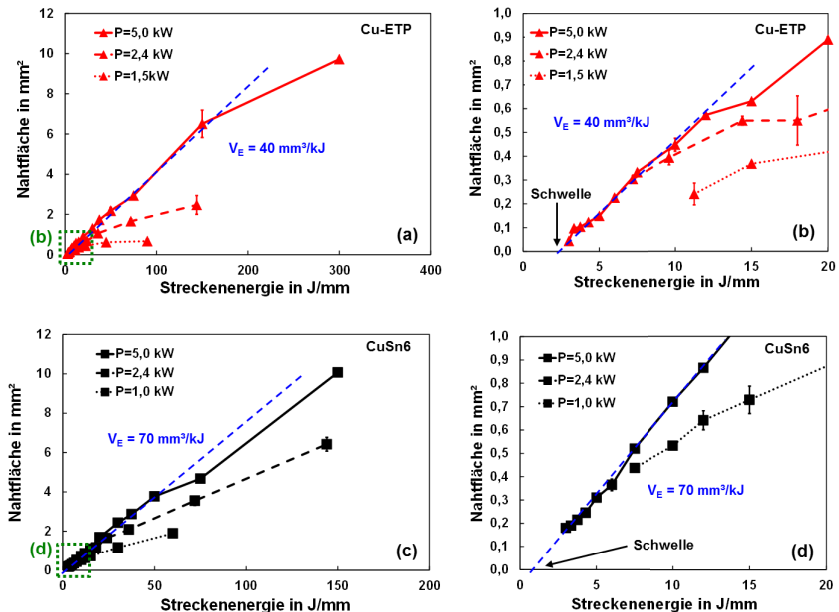 12
10
8
6
4
2
0
Nahtfläche in mm²
P=5,0 kW
P=2,4 kW
P=1,5kW
Cu-ETP
V_E = 40 mm³/kJ
(b)
(a)
0 100 200 300 400
Streckenenergie in J/mm
1,0
0,9
0,8
0,7
0,6
0,5
0,4
0,3
0,2
0,1
0,0
Nahtfläche in mm²
P=5,0 kW
P=2,4 kW
P=1,5 kW
Cu-ETP
V_E = 40 mm³/kJ
Schwelle
(b)
0 5 10 15 20
Streckenenergie in J/mm
12
10
8
6
4
2
0
Nahtfläche in mm²
P=5,0 kW
P=2,4 kW
P=1,0 kW
CuSn6
V_E = 70 mm³/kJ
(d)
(c)
0 50 100 150 200
Streckenenergie in J/mm
1,0
0,9
0,8
0,7
0,6
0,5
0,4
0,3
0,2
0,1
0,0
Nahtfläche in mm²
P=5,0 kW
P=2,4 kW
P=1,0 kW
CuSn6
V_E = 70 mm³/kJ
Schwelle
(d)
0 5 10 15 20
Streckenenergie in J/mm